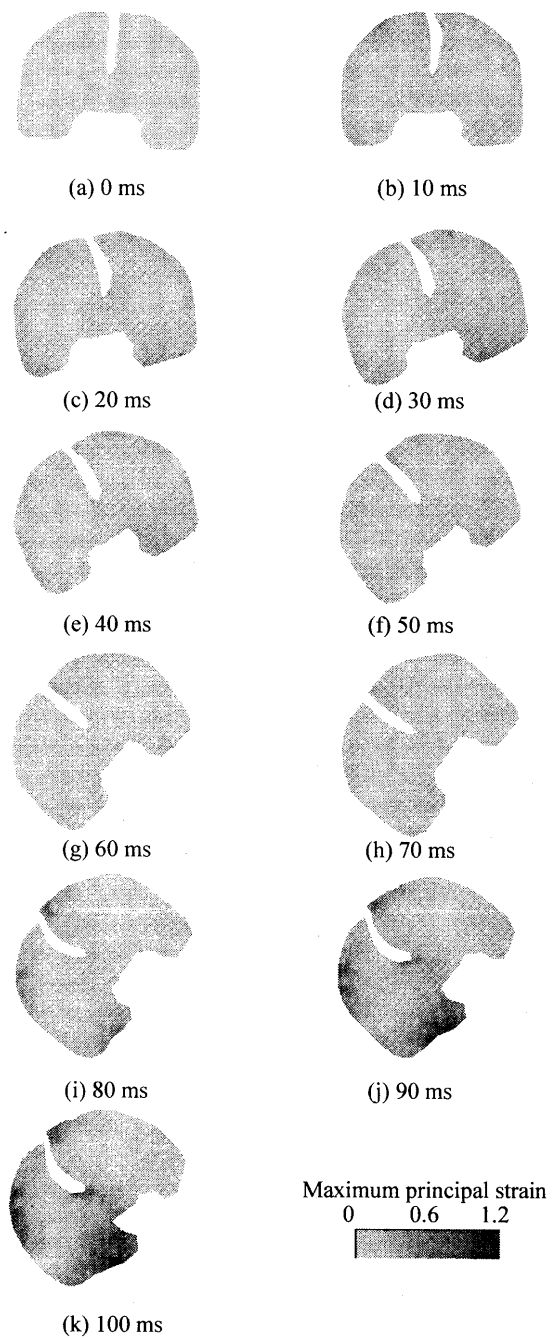 (a) 0 ms
(b) 10 ms
(c) 20 ms
(d) 30 ms
(e) 40 ms
(f) 50 ms
(g) 60 ms
(h) 70 ms
(i) 80 ms
(j) 90 ms
Maximum principal strain
0 0.6 1.2
(k) 100 ms